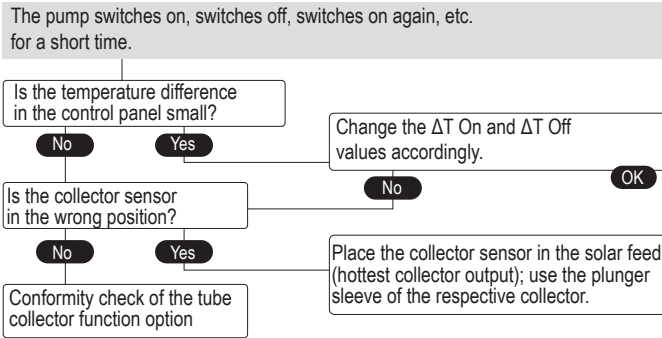 The pump switches on, switches off, switches on again, etc.
for a short time.
Is the temperature difference
in the control panel small?
No
Yes
Change the ΔT On and ΔT Off
values accordingly.
No
OK
Is the collector sensor
in the wrong position?
No
Yes
Place the collector sensor in the solar feed
(hottest collector output); use the plunger
sleeve of the respective collector.
Conformity check of the tube
collector function option